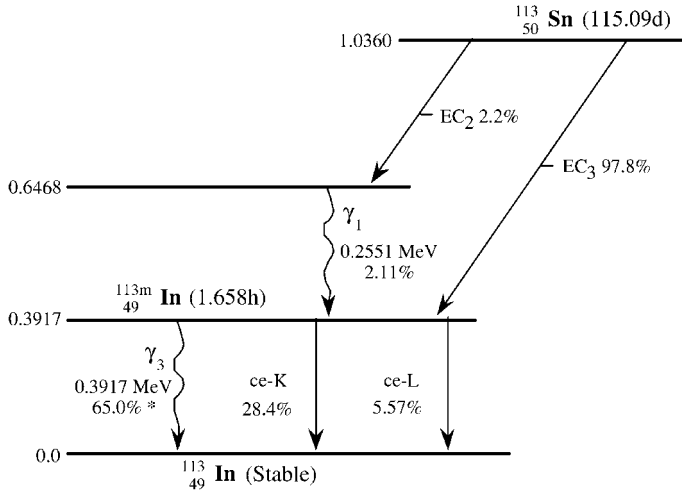 113
50 Sn (115.09d)
1.0360
EC2 2.2%
EC3 97.8%
0.6468
γ1
0.2551 MeV
2.11%
113m
49 In (1.658h)
0.3917
γ3
0.3917 MeV
65.0% *
ce-K
28.4%
ce-L
5.57%
0.0
113
49 In (Stable)